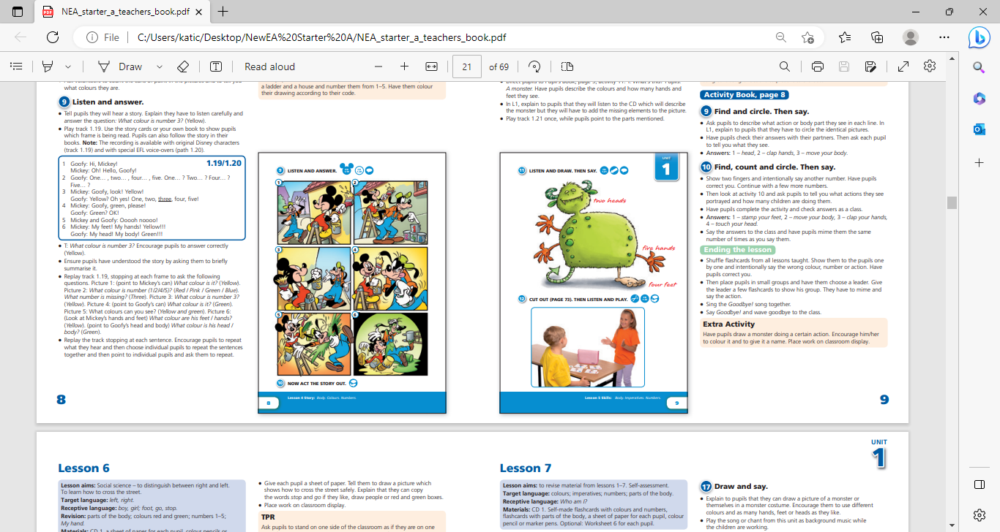 NEA_starter_a_teachers_book.pdf
File
C:/Users/katic/Desktop/NewEA%20Starter%20A/NEA_starter_a_teachers_book.pdf
Draw
Read aloud
21
of 69
what colours they are.
9 Listen and answer.
• Tell pupils they will hear a story. Explain they have to listen carefully and
answer the question: What colour is number 3? (Yellow).
• Play track 1.19. Use the story cards or your own book to show pupils
which frame is being read. Pupils can also follow the story in their
books. Note: The recording is available with original Disney characters
(track 1.19) and with special EFL voice-overs (path 1.20).
1.19/1.20
1 Goofy: Hi, Mickey!
Mickey: Oh! Hello, Goofy!
2 Goofy: One… , two… , four… , five. One… ? Two… ? Four… ?
Five… ?
3 Mickey: Goofy, look! Yellow!
Goofy: Yellow? Oh yes! One, two, three, four, five!
4 Mickey: Goofy, green, please!
Goofy: Green? OK!
5 Mickey and Goofy: Ooooh noooo!
6 Mickey: My feet! My hands! Yellow!!!
Goofy: My head! My body! Green!!!
• T: What colour is number 3? Encourage pupils to answer correctly
(Yellow).
• Ensure pupils have understood the story by asking them to briefly
summarise it.
• Replay track 1.19, stopping at each frame to ask the following
questions. Picture 1: (point to Mickey's can) What colour is it? (Yellow).
Picture 2: What colour is number (1/2/4/5)? (Red / Pink / Green / Blue).
What number is missing? (Three). Picture 3: What colour is number 3?
(Yellow). Picture 4: (point to Goofy's can) What colour is it? (Green).
Picture 5: What colours can you see? (Yellow and green). Picture 6:
(Look at Mickey's hands and feet) What colour are his feet / hands?
(Yellow). (point to Goofy's head and body) What colour is his head /
body? (Green).
• Replay the track stopping at each sentence. Encourage pupils to repeat
what they hear and then choose individual pupils to repeat the sentences
together and then point to individual pupils and ask them to repeat.
8
a ladder and a house and number them from 1–5. Have them colour
their drawing according to their code.
9 LISTEN AND ANSWER.
1
2
3
4
5
6
10 NOW ACT THE STORY OUT.
8
Lesson 4 Story: Body. Colours. Numbers.
A monster. Have pupils describe the colours and how many hands and
feet they see.
• In L1, explain to pupils that they will listen to the CD which will describe
the monster but they will have to add the missing elements to the picture.
• Play track 1.21 once, while pupils point to the parts mentioned.
UNIT
1
11 LISTEN AND DRAW. THEN SAY.
two heads
five hands
four feet
12 CUT OUT (PAGE 73). THEN LISTEN AND PLAY.
Lesson 5 Skills: Body. Imperatives. Numbers.
9
Activity Book, page 8
9 Find and circle. Then say.
• Ask pupils to describe what action or body part they see in each line. In
L1, explain to pupils that they have to circle the identical pictures.
• Have pupils check their answers with their partners. Then ask each pupil
to tell you what they see.
• Answers: 1 – head, 2 – clap hands, 3 – move your body.
10 Find, count and circle. Then say.
• Show two fingers and intentionally say another number. Have pupils
correct you. Continue with a few more numbers.
• Then look at activity 10 and ask pupils to tell you what actions they see
portrayed and how many children are doing them.
• Have pupils complete the activity and check answers as a class.
• Answers: 1 – stamp your feet, 2 – move your body, 3 – clap your hands,
4 – touch your head.
• Say the answers to the class and have pupils mime them the same
number of times as you say them.
Ending the lesson
• Shuffle flashcards from all lessons taught. Show them to the pupils one
by one and intentionally say the wrong colour, number or action. Have
pupils correct you.
• Then place pupils in small groups and have them choose a leader. Give
the leader a few flashcards to show his group. They have to mime and
say the action.
• Sing the Goodbye! song together.
• Say Goodbye! and wave goodbye to the class.
Extra Activity
Have pupils draw a monster doing a certain action. Encourage him/her
to colour it and to give it a name. Place work on classroom display.
9
Lesson 6
Lesson aims: Social science – to distinguish between right and left.
To learn how to cross the street.
Target language: left, right.
Receptive language: boy, girl; foot, go, stop.
Revision: parts of the body; colours red and green; numbers 1–5;
My hand.
Materials: CD 1, a sheet of paper for each pupil, colour pencils or
• Give each pupil a sheet of paper. Tell them to draw a picture which
shows how to cross the street safely. Explain that they can copy
the words stop and go if they like, draw people or red and green boxes.
• Place work on classroom display.
TPR
Ask pupils to stand on one side of the classroom as if they are on one
Lesson 7
Lesson aims: to revise material from lessons 1–7. Self-assessment.
Target language: colours; imperatives; numbers; parts of the body.
Receptive language: Who am I?
Materials: CD 1. Self-made flashcards with colours and numbers,
flashcards with parts of the body, a sheet of paper for each pupil, colour
pencil or marker pens. Optional: Worksheet 6 for each pupil.
UNIT
1
17 Draw and say.
• Explain to pupils that they can draw a picture of a monster or
themselves in a monster costume. Encourage them to use different
colours and as many hands, feet or heads as they like.
• Play the song or chant from this unit as background music while
the children are working.